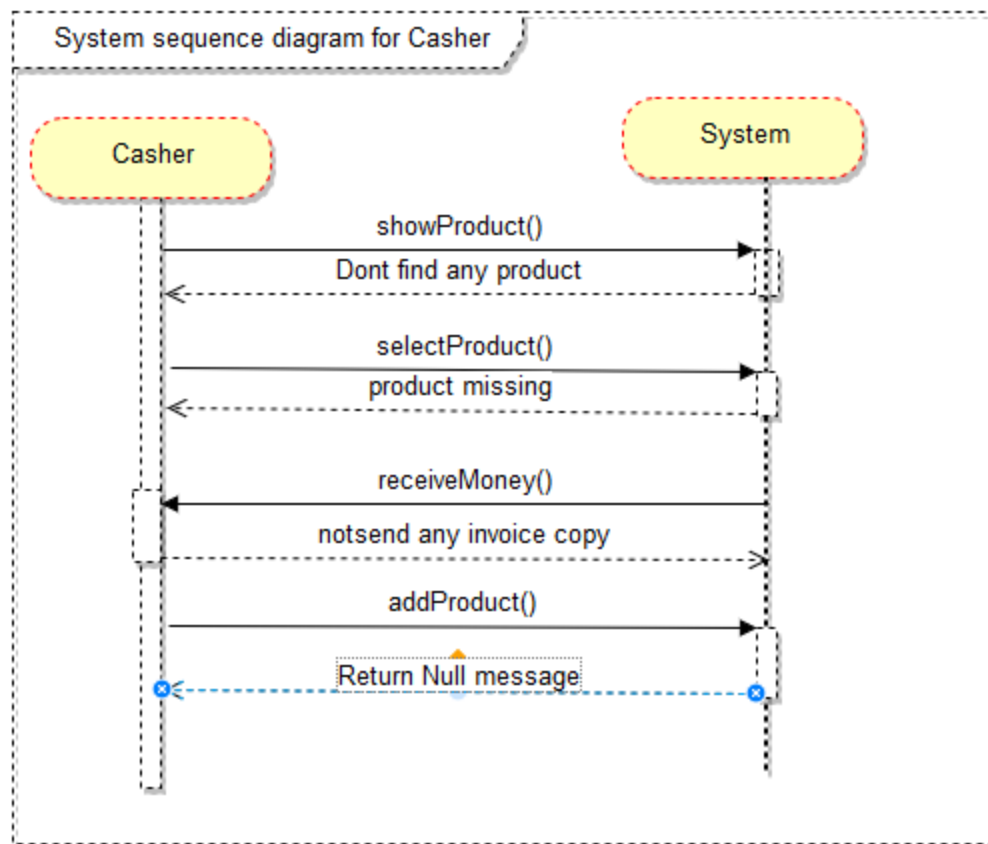 System sequence diagram for Casher
Casher
System
showProduct()
Dont find any product
selectProduct()
product missing
receiveMoney()
notsend any invoice copy
addProduct()
Return Null message